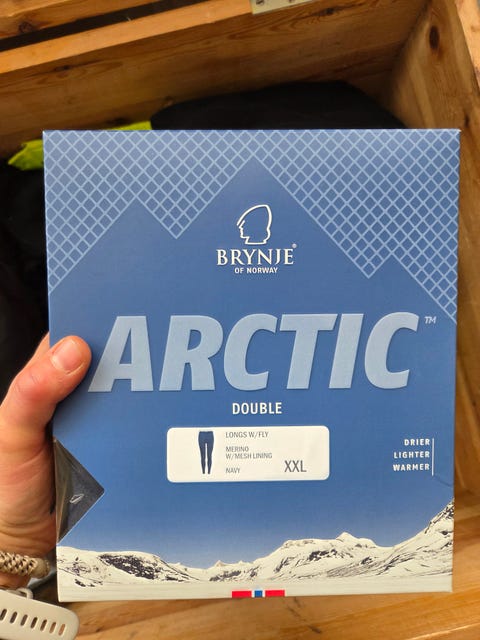 BRYNJE®
OF NORWAY
ARCTIC™
DOUBLE
LONGS W/FLY
MERINO
W/MESH LINING
NAVY
XXL
DRIER
LIGHTER
WARMER